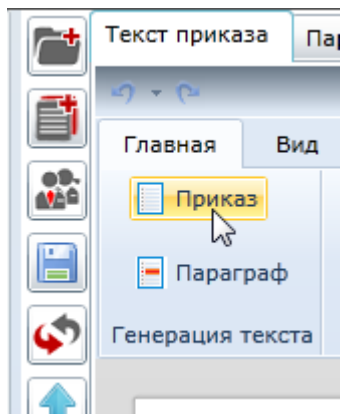 Текст приказа
Главная Вид
Приказ
Параграф
Генерация текста